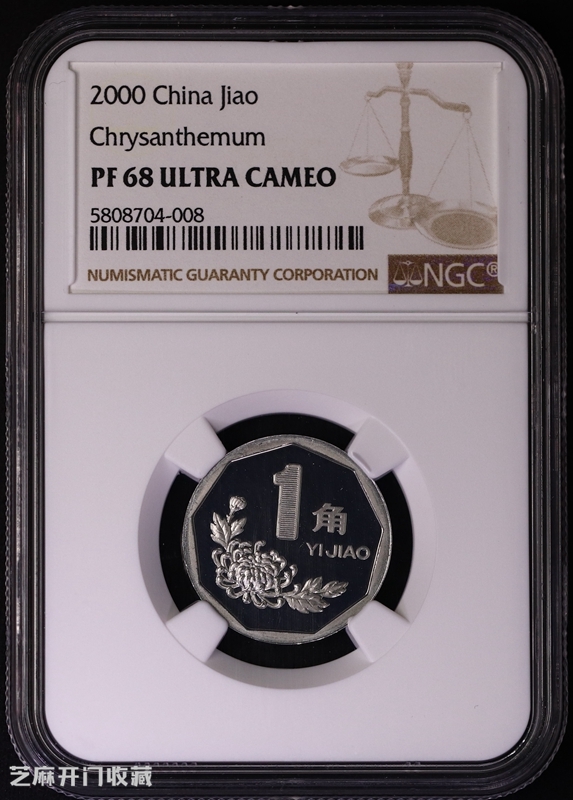 2000 China Jiao
Chrysanthemum
PF 68 ULTRA CAMEO
5808704-008
NUMISMATIC GUARANTY CORPORATION
NGC®
1角
YI JIAO
芝麻开门收藏